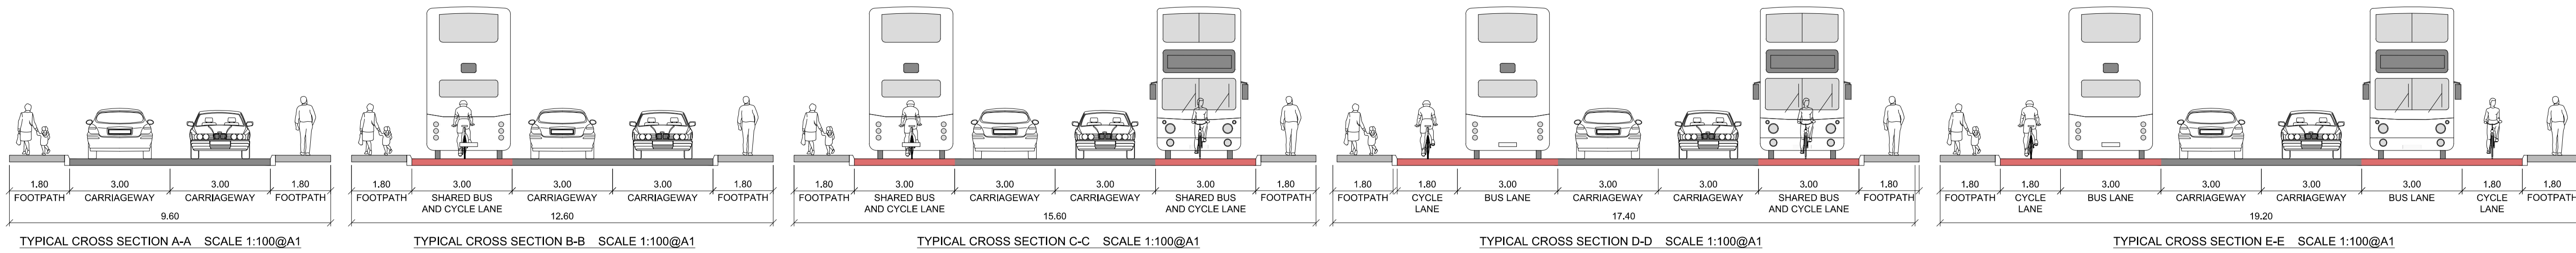 1.80 3.00 3.00 1.80
FOOTPATH CARRIAGEWAY CARRIAGEWAY FOOTPATH
9.60
TYPICAL CROSS SECTION A-A SCALE 1:100@A1
1.80 3.00 3.00 3.00 1.80
FOOTPATH SHARED BUS CARRIAGEWAY CARRIAGEWAY FOOTPATH
AND CYCLE LANE
12.60
TYPICAL CROSS SECTION B-B SCALE 1:100@A1
1.80 3.00 3.00 3.00 3.00 1.80
FOOTPATH SHARED BUS CARRIAGEWAY CARRIAGEWAY SHARED BUS FOOTPATH
AND CYCLE LANE AND CYCLE LANE
15.60
TYPICAL CROSS SECTION C-C SCALE 1:100@A1
1.80 1.80 3.00 3.00 3.00 3.00 1.80
FOOTPATH CYCLE BUS LANE CARRIAGEWAY CARRIAGEWAY SHARED BUS FOOTPATH
LANE AND CYCLE LANE
17.40
TYPICAL CROSS SECTION D-D SCALE 1:100@A1
1.80 1.80 3.00 3.00 3.00 3.00 1.80 1.80
FOOTPATH CYCLE BUS LANE CARRIAGEWAY CARRIAGEWAY BUS LANE CYCLE FOOTPATH
LANE LANE
19.20
TYPICAL CROSS SECTION E-E SCALE 1:100@A1